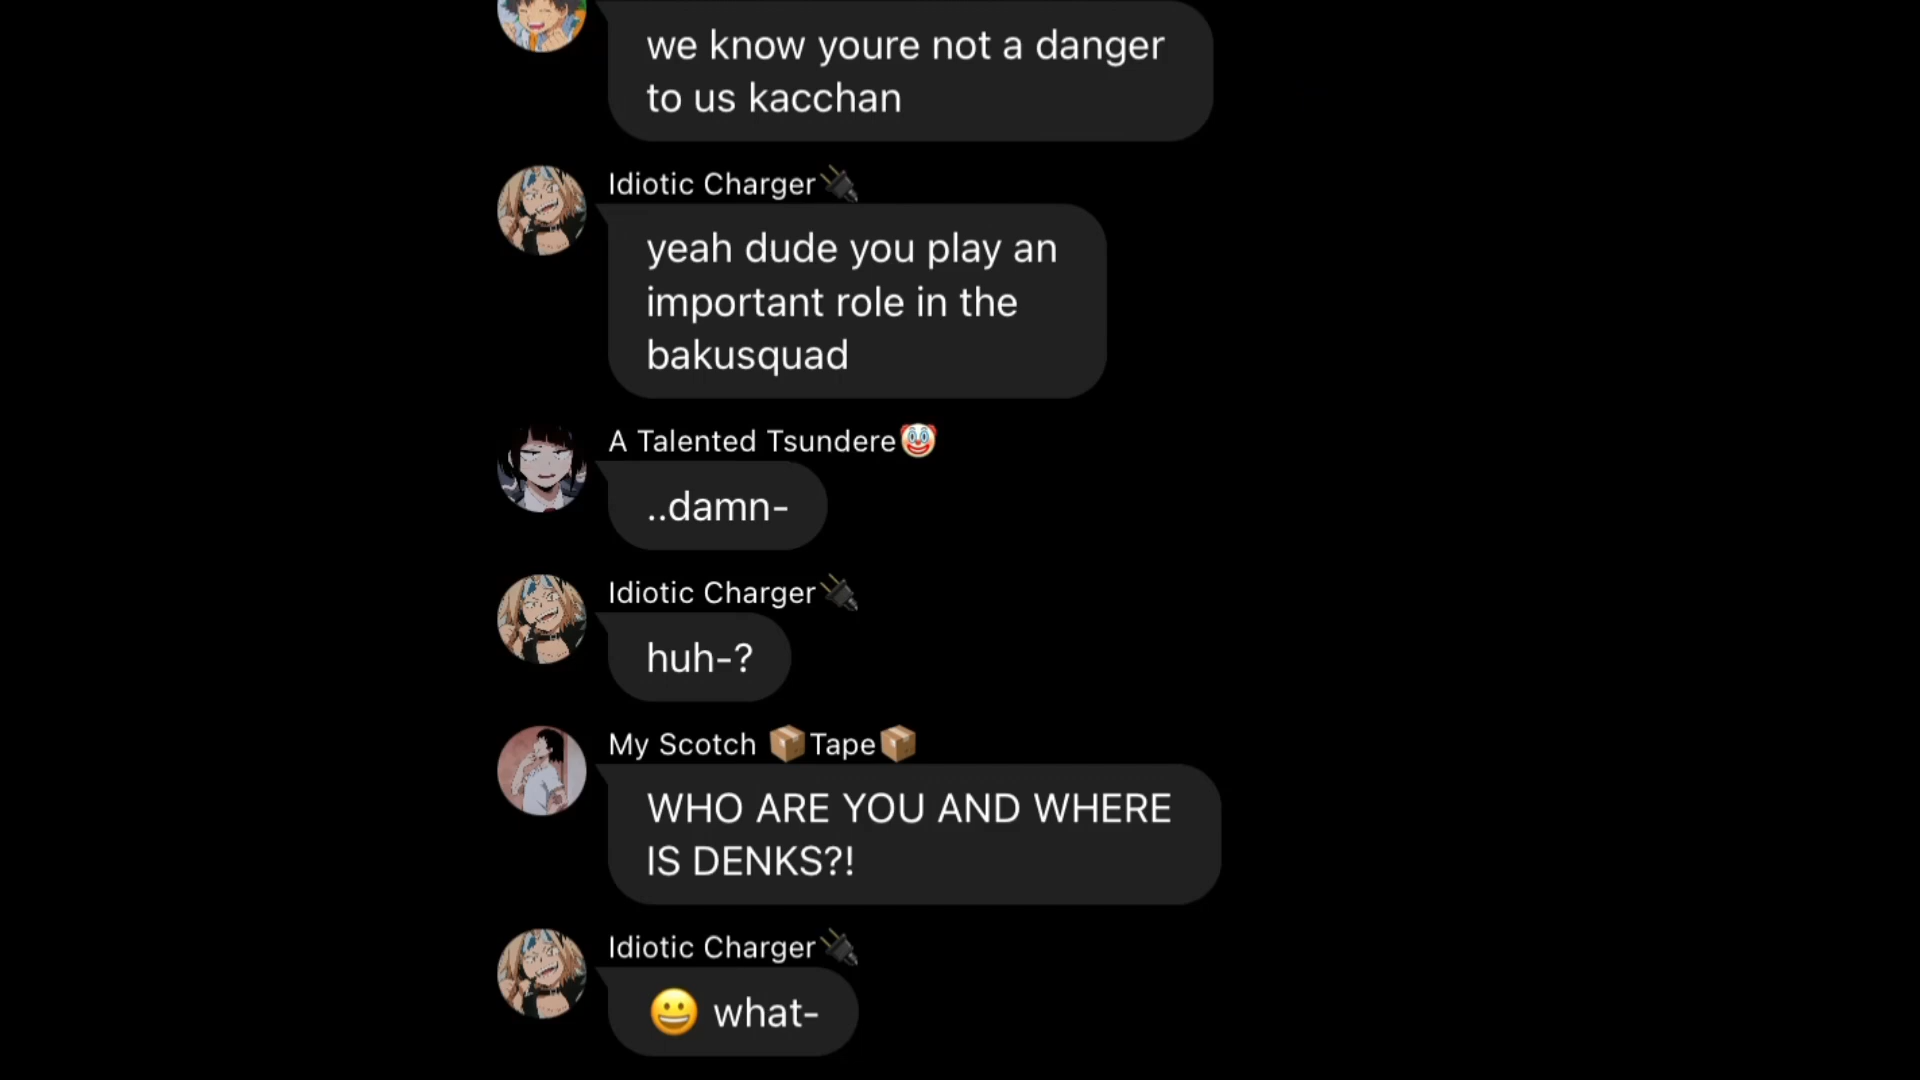 we know youre not a danger
to us kacchan
Idiotic Charger🔌
yeah dude you play an
important role in the
bakusquad
A Talented Tsundere🤡
..damn-
Idiotic Charger🔌
huh-?
My Scotch 📦Tape📦
WHO ARE YOU AND WHERE
IS DENKS?!
Idiotic Charger🔌
😀 what-